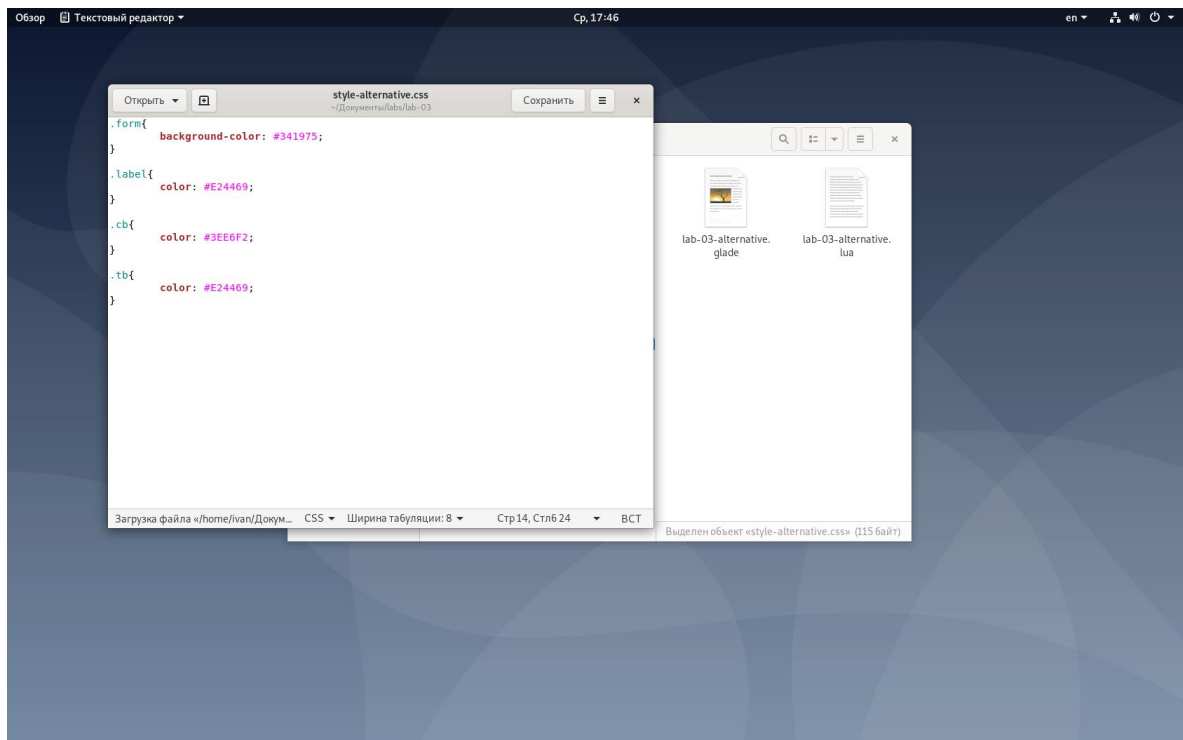 Обзор Текстовый редактор Ср, 17:46 en
Открыть style-alternative.css Сохранить
~/Документы/labs/lab-03
.form{
background-color: #341975;
}
.label{
color: #E24469;
}
.cb{
color: #3EE6F2;
}
.tb{
color: #E24469;
}
Загрузка файла «/home/ivan/Докум... CSS Ширина табуляции: 8 Стр 14, Стлб 24 ВСТ
lab-03-alternative.
glade
lab-03-alternative.
lua
Выделен объект «style-alternative.css» (115 байт)